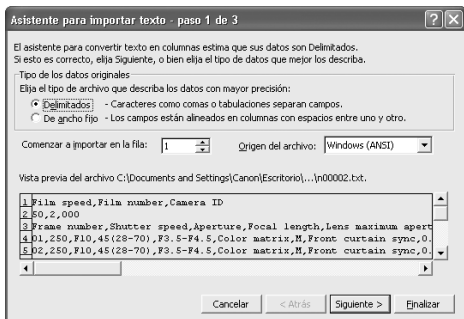 Asistente para importar texto - paso 1 de 3
El asistente para convertir texto en columnas estima que sus datos son Delimitados.
Si esto es correcto, elija Siguiente, o bien elija el tipo de datos que mejor los describa.
Tipo de los datos originales
Elija el tipo de archivo que describa los datos con mayor precisión:
Delimitados - Caracteres como comas o tabulaciones separan campos.
De ancho fijo - Los campos están alineados en columnas con espacios entre uno y otro.
Comenzar a importar en la fila: 1 Origen del archivo: Windows (ANSI)
Vista previa del archivo C:\Documents and Settings\Canon\Escritorio\...\n00002.txt.
1 Film speed,Film number,Camera ID
2 50,2,000
3 Frame number,Shutter speed,Aperture,Focal length,Lens maximum apert
4 01,250,F10,45(28-70),F3.5-F4.5,Color matrix,M,Front curtain sync,0.
5 02,250,F10,45(28-70),F3.5-F4.5,Color matrix,M,Front curtain sync,0.
Cancelar < Atrás Siguiente > Finalizar